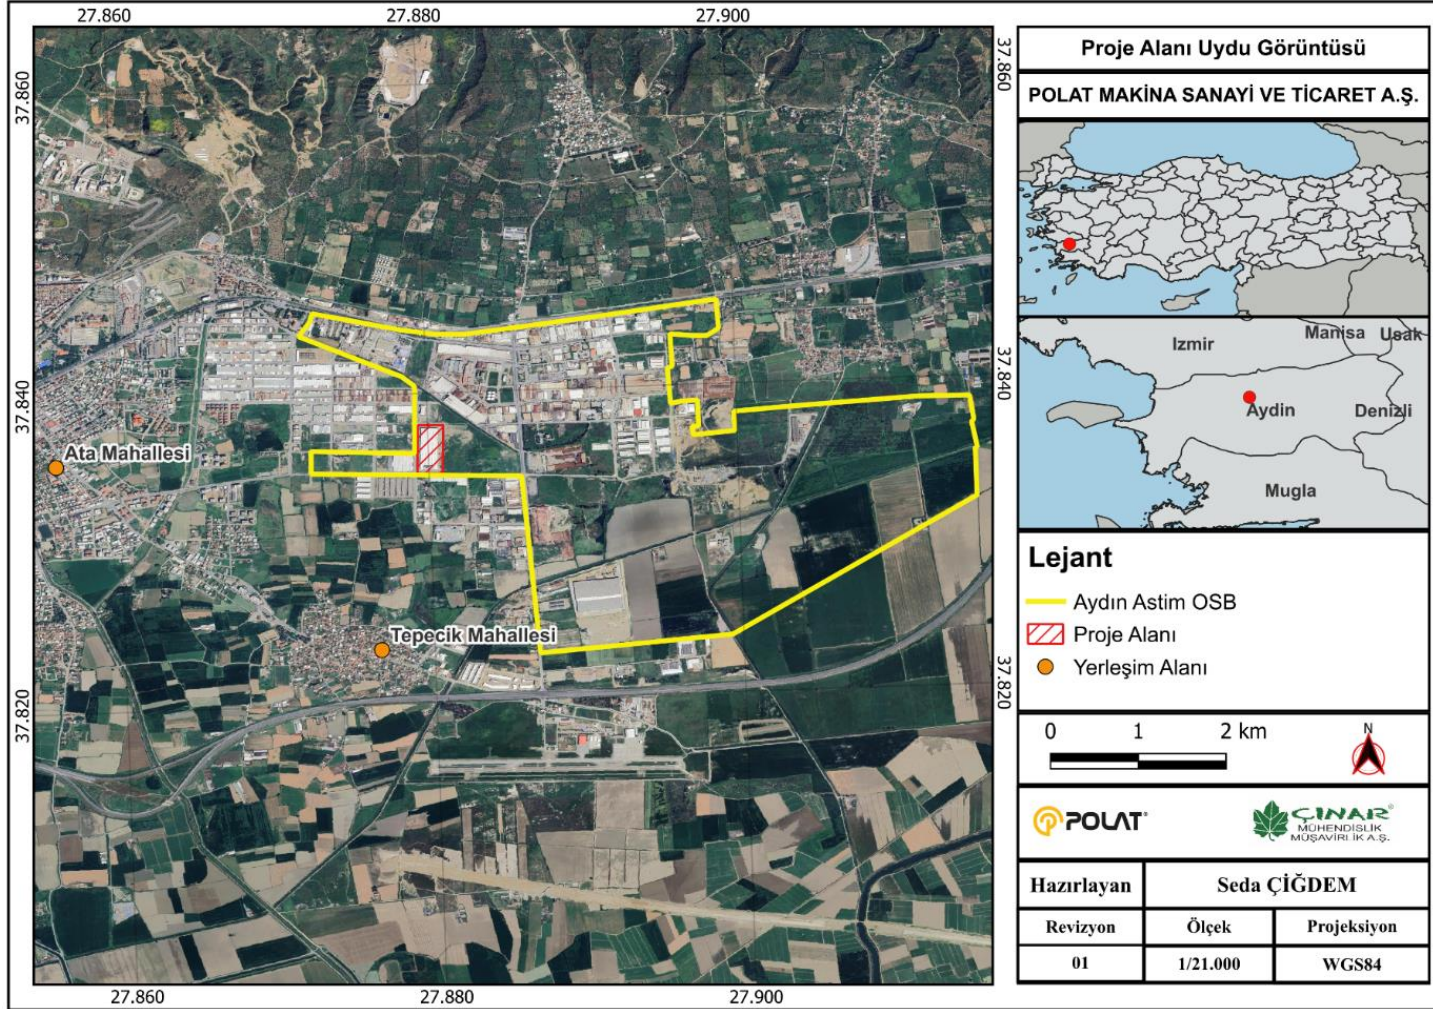 27.860
27.880
27.900
37.860
37.860
37.840
37.840
37.820
37.820
Ata Mahallesi
Tepecik Mahallesi
27.860
27.880
27.900
Proje Alanı Uydu Görüntüsü
POLAT MAKİNA SANAYİ VE TİCARET A.Ş.
Izmir
Manisa
Usak
Aydin
Denizli
Mugla
Lejant
Aydın Astim OSB
Proje Alanı
Yerleşim Alanı
0 1 2 km
N
POLAT
ÇINAR®
MÜHENDİSLİK
MÜŞAVİRLİK A.Ş.
Hazırlayan Seda ÇİĞDEM
Revizyon Ölçek Projeksiyon
01 1/21.000 WGS84